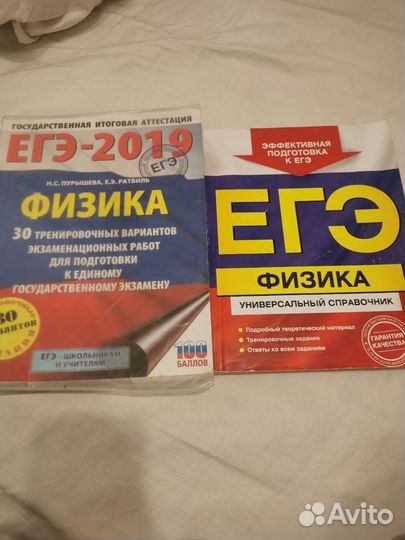 ГОСУДАРСТВЕННАЯ ИТОГОВАЯ АТТЕСТАЦИЯ
ЕГЭ-2019
ЕГЭ
Н.С. ПУРЫШЕВА, Е.Э. РАТБИЛЬ
ФИЗИКА
30 ТРЕНИРОВОЧНЫХ ВАРИАНТОВ
ЭКЗАМЕНАЦИОННЫХ РАБОТ
ДЛЯ ПОДГОТОВКИ
К ЕДИНОМУ
ГОСУДАРСТВЕННОМУ ЭКЗАМЕНУ
30
ЕГЭ - ШКОЛЬНИКАМ
И УЧИТЕЛЯМ
100
БАЛЛОВ
ЭФФЕКТИВНАЯ
ПОДГОТОВКА
К ЕГЭ
ЕГЭ
ФИЗИКА
УНИВЕРСАЛЬНЫЙ СПРАВОЧНИК
• Подробный теоретический материал
• Тренировочные задания
• Ответы ко всем заданиям
ГАРАНТИЯ
КАЧЕСТВА
Avito